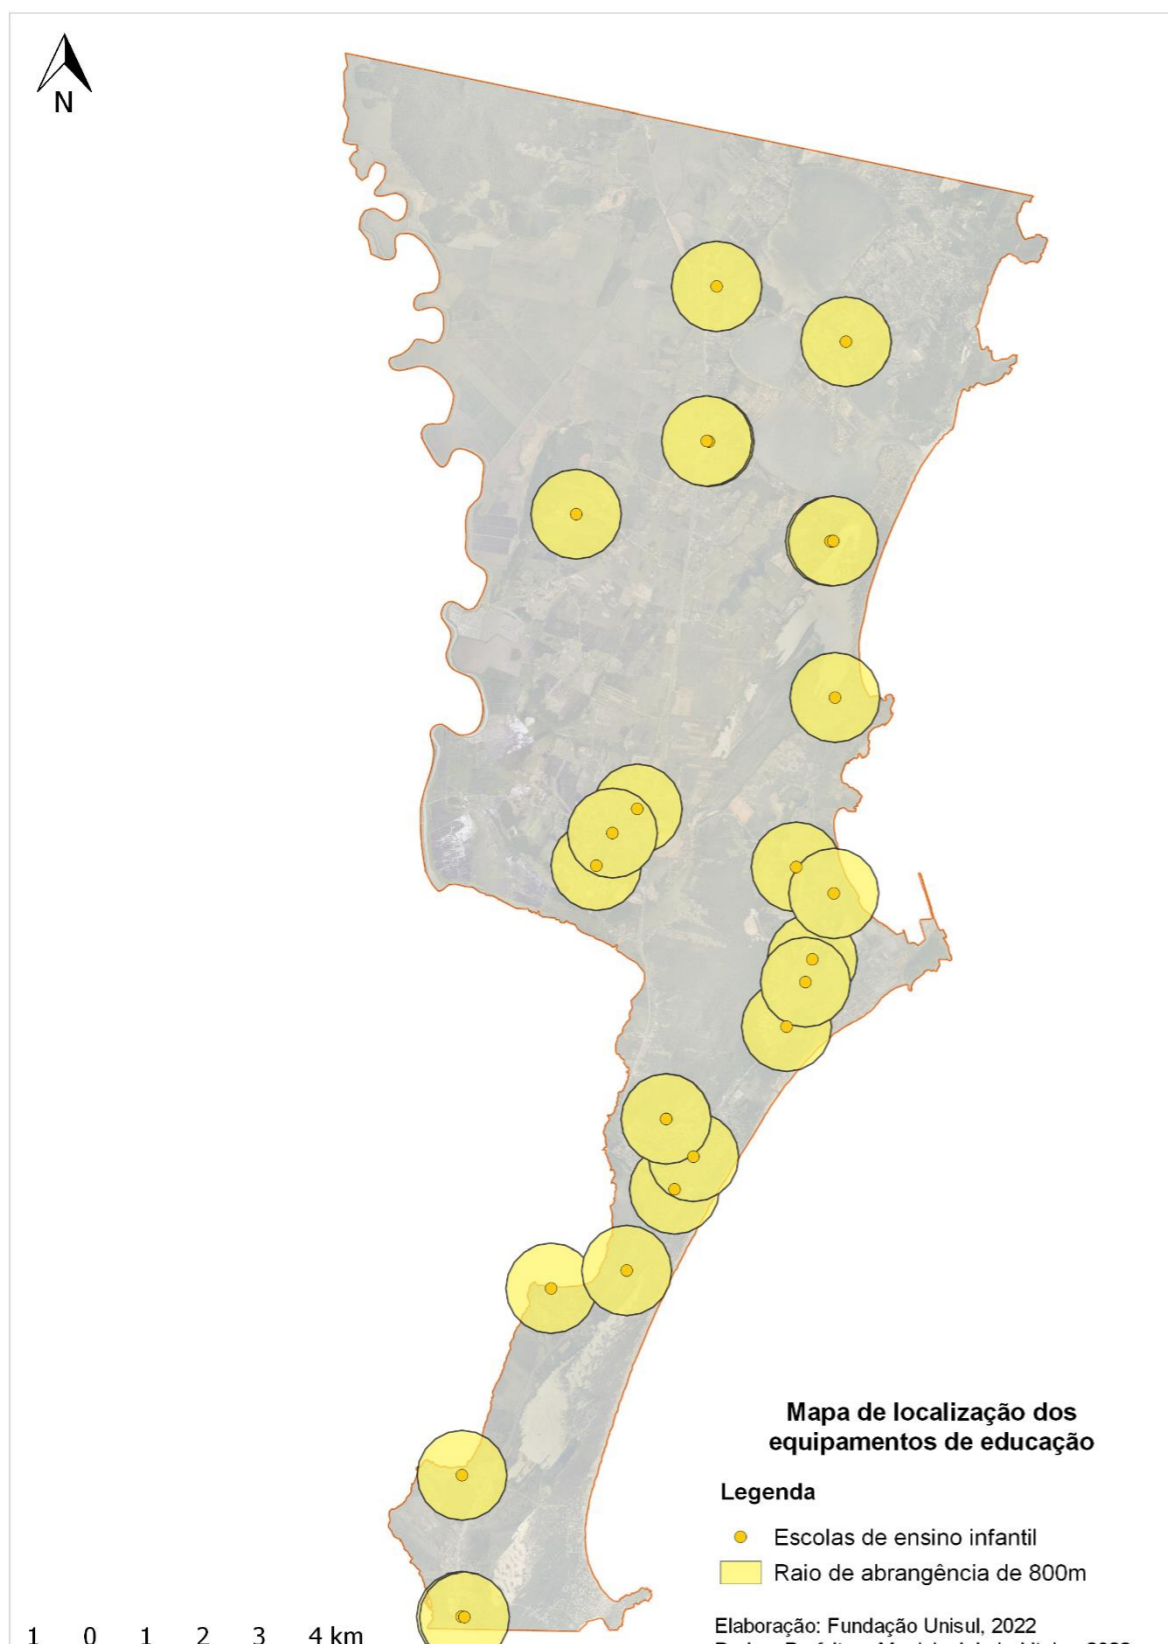 N
Mapa de localização dos
equipamentos de educação
Legenda
Escolas de ensino infantil
Raio de abrangência de 800m
Elaboração: Fundação Unisul, 2022
1 0 1 2 3 4 km